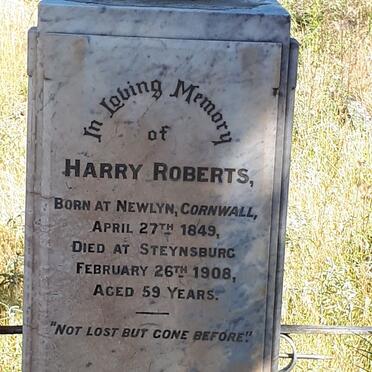 In Loving Memory
of
HARRY ROBERTS,
BORN AT NEWLYN, CORNWALL,
APRIL 27TH 1849,
DIED AT STEYNSBURG
FEBRUARY 26TH 1908,
AGED 59 YEARS.
"NOT LOST BUT GONE BEFORE."